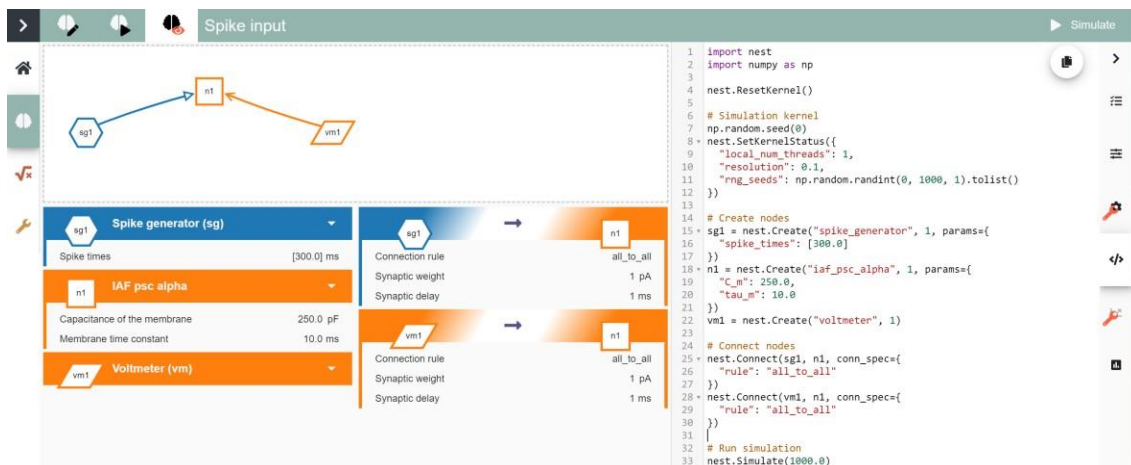 Spike input
Simulate
n1
sg1
vm1
sg1 Spike generator (sg)
Spike times [300.0] ms
n1 IAF psc alpha
Capacitance of the membrane 250.0 pF
Membrane time constant 10.0 ms
vm1 Voltmeter (vm)
sg1 n1
Connection rule all_to_all
Synaptic weight 1 pA
Synaptic delay 1 ms
vm1 n1
Connection rule all_to_all
Synaptic weight 1 pA
Synaptic delay 1 ms
1 import nest
2 import numpy as np
3
4 nest.ResetKernel()
5
6 # Simulation kernel
7 np.random.seed(0)
8 nest.SetKernelStatus({
9 "local_num_threads": 1,
10 "resolution": 0.1,
11 "rng_seeds": np.random.randint(0, 1000, 1).tolist()
12 })
13
14 # Create nodes
15 sg1 = nest.Create("spike_generator", 1, params={
16 "spike_times": [300.0]
17 })
18 n1 = nest.Create("iaf_psc_alpha", 1, params={
19 "C_m": 250.0,
20 "tau_m": 10.0
21 })
22 vm1 = nest.Create("voltmeter", 1)
23
24 # Connect nodes
25 nest.Connect(sg1, n1, conn_spec={
26 "rule": "all_to_all"
27 })
28 nest.Connect(vm1, n1, conn_spec={
29 "rule": "all_to_all"
30 })
31
32 # Run simulation
33 nest.Simulate(1000.0)